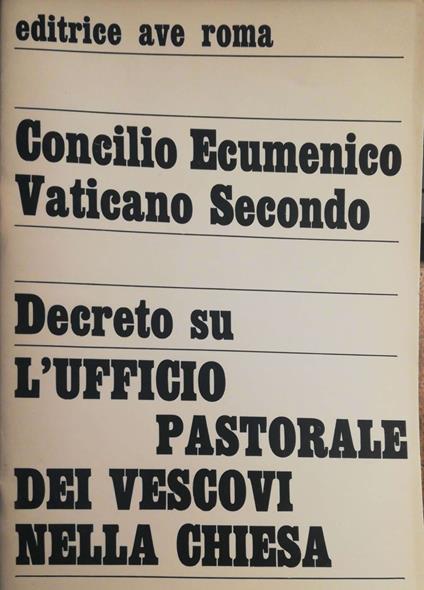 editrice ave roma
Concilio Ecumenico
Vaticano Secondo
Decreto su
L'UFFICIO
PASTORALE
DEI VESCOVI
NELLA CHIESA